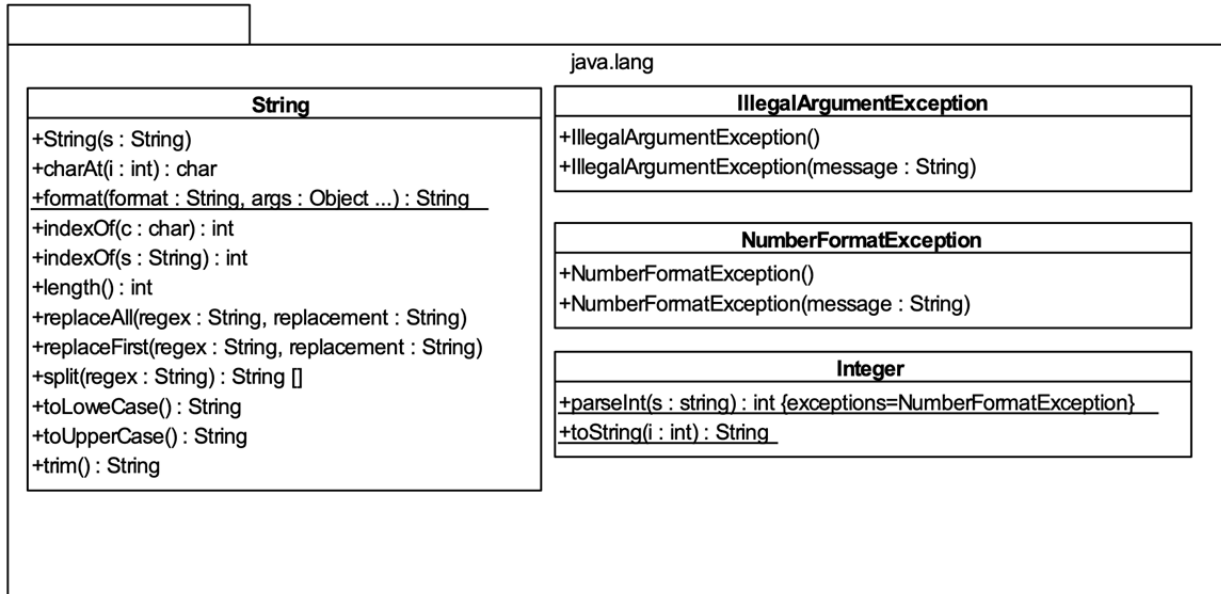 java.lang
String
+String(s : String)
+charAt(i : int) : char
+format(format : String, args : Object ...) : String
+indexOf(c : char) : int
+indexOf(s : String) : int
+length() : int
+replaceAll(regex : String, replacement : String)
+replaceFirst(regex : String, replacement : String)
+split(regex : String) : String []
+toLoweCase() : String
+toUpperCase() : String
+trim() : String
IllegalArgumentException
+IllegalArgumentException()
+IllegalArgumentException(message : String)
NumberFormatException
+NumberFormatException()
+NumberFormatException(message : String)
Integer
+parseInt(s : string) : int {exceptions=NumberFormatException}
+toString(i : int) : String